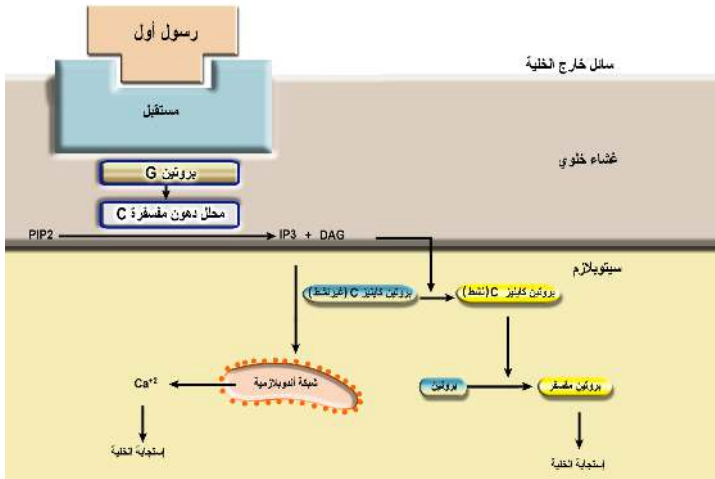 رسول أول
سائل خارج الخلية
مستقبل
غشاء خلوي
بروتين G
محلل دهون مفسفرة C
PIP2
IP3 + DAG
سيتوبلازم
بروتين كاينيز C (غير نشط)
بروتين كاينيز C (نشط)
شبكة أندوبلازمية
Ca+2
بروتين
بروتين مفسفر
إستجابة الخلية
إستجابة الخلية